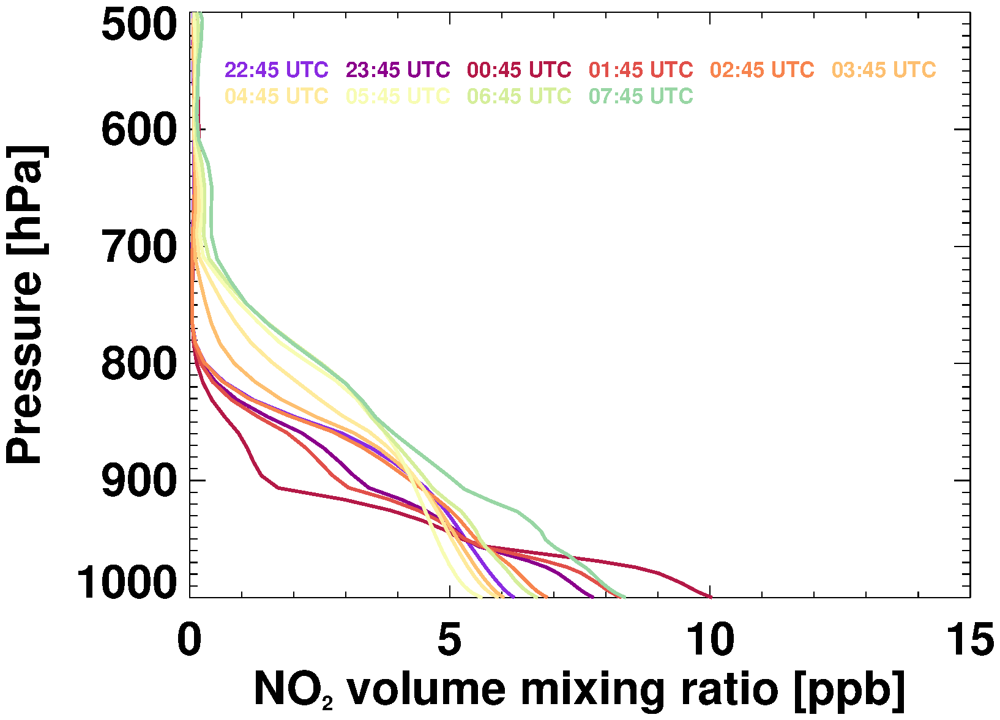 500
22:45 UTC 23:45 UTC 00:45 UTC 01:45 UTC 02:45 UTC 03:45 UTC
04:45 UTC 05:45 UTC 06:45 UTC 07:45 UTC
600
700
800
900
1000
Pressure [hPa]
0 5 10 15
NO₂ volume mixing ratio [ppb]